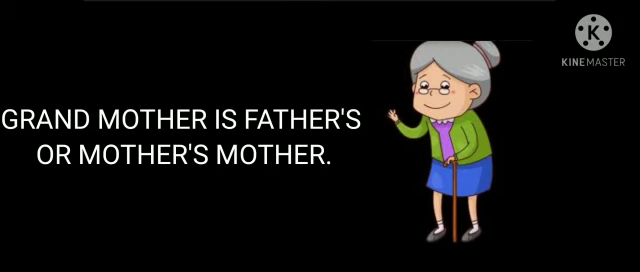 GRAND MOTHER IS FATHER'S
OR MOTHER'S MOTHER.
K
KINEMASTER